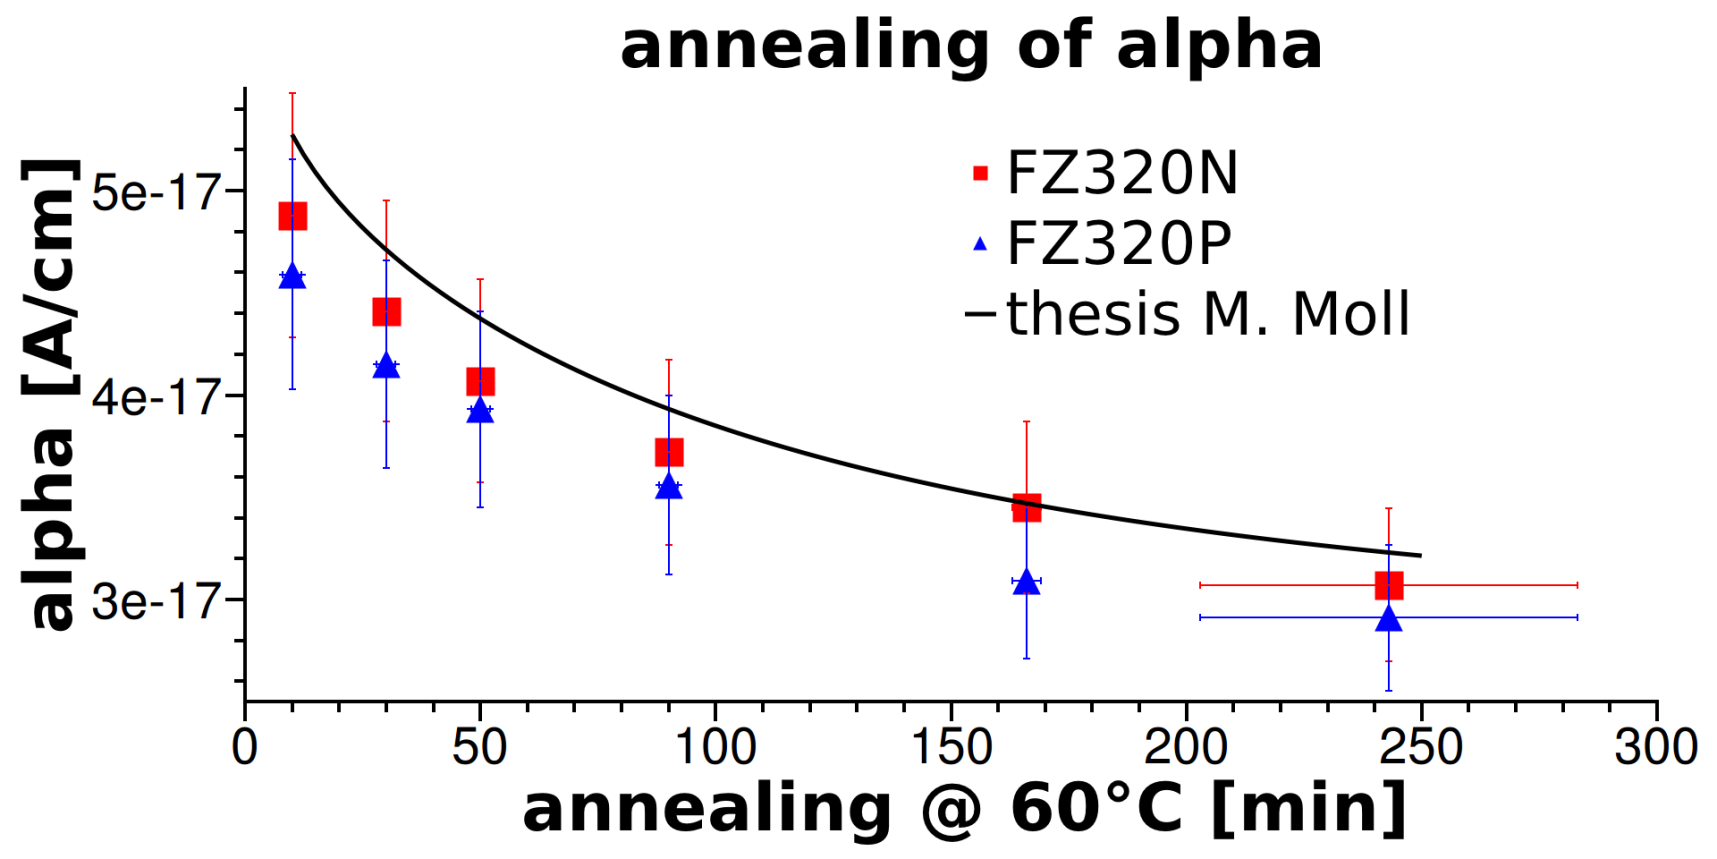 annealing of alpha
alpha [A/cm]
5e-17
4e-17
3e-17
FZ320N
FZ320P
thesis M. Moll
0 50 100 150 200 250 300
annealing @ 60°C [min]